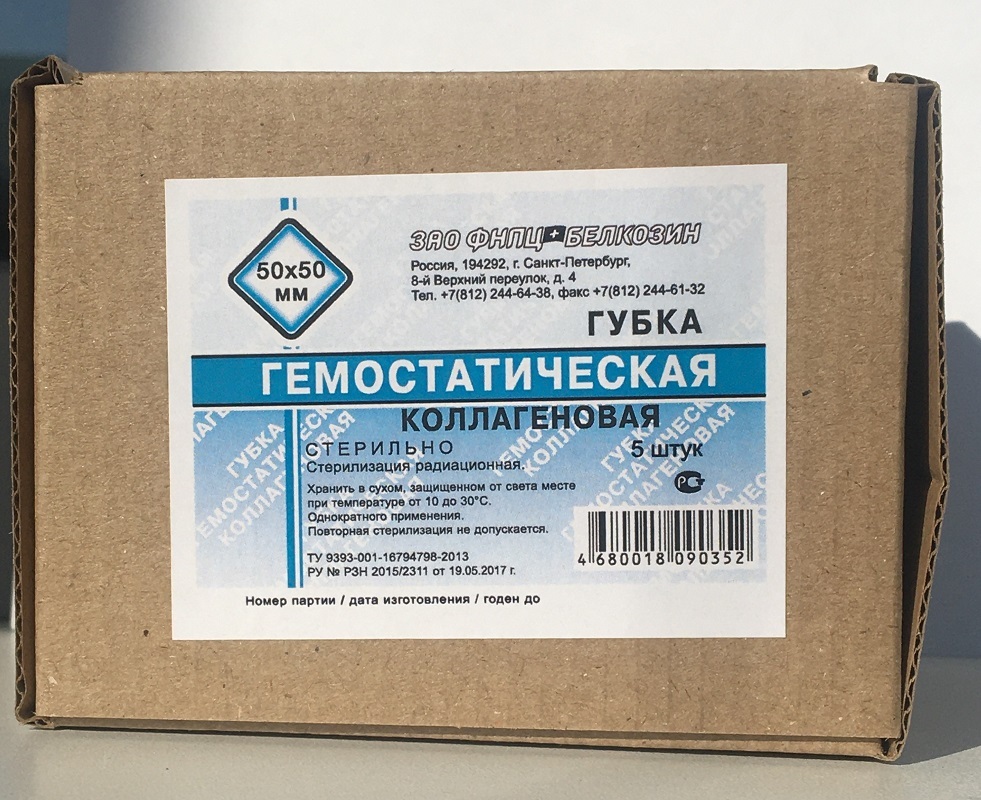 50х50
мм
ЗАО ФНПЦ БЕЛКОЗИН
Россия, 194292, г. Санкт-Петербург,
8-й Верхний переулок, д. 4
Тел. +7(812) 244-64-38, факс +7(812) 244-61-32
ГУБКА
ГЕМОСТАТИЧЕСКАЯ
КОЛЛАГЕНОВАЯ
СТЕРИЛЬНО
5 штук
Стерилизация радиационная.
Хранить в сухом, защищенном от света месте
при температуре от 10 до 30°С.
Однократного применения.
Повторная стерилизация не допускается.
ТУ 9393-001-16794798-2013
РУ № РЗН 2015/2311 от 19.05.2017 г.
4 680018 090352
Номер партии / дата изготовления / годен до